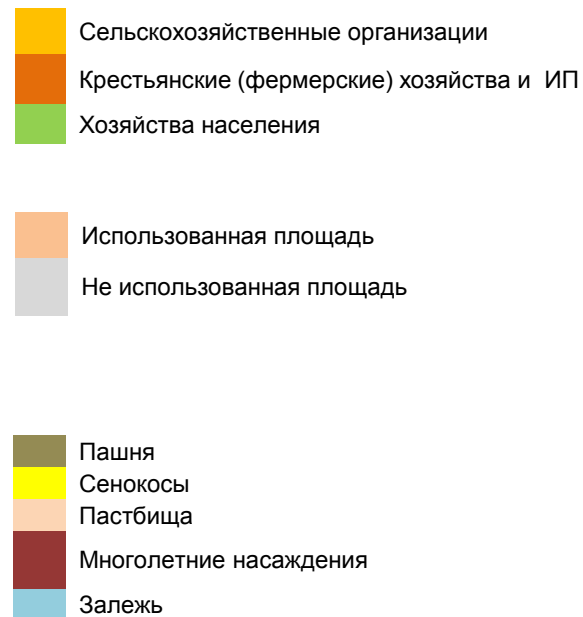 Сельскохозяйственные организации
Крестьянские (фермерские) хозяйства и ИП
Хозяйства населения
Использованная площадь
Не использованная площадь
Пашня
Сенокосы
Пастбища
Многолетние насаждения
Залежь